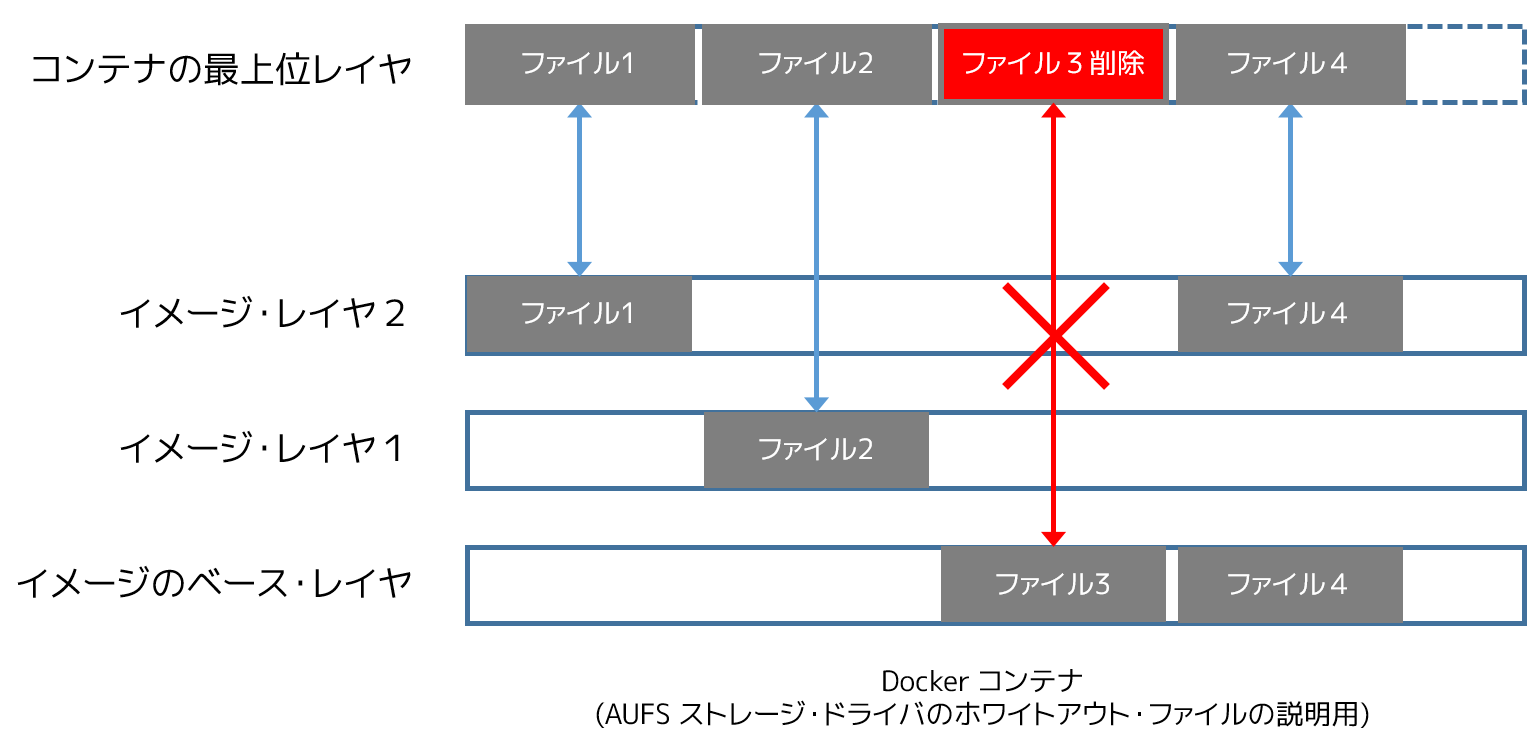 コンテナの最上位レイヤ
ファイル1
ファイル2
ファイル３削除
ファイル４
イメージ・レイヤ２
ファイル1
ファイル４
イメージ・レイヤ１
ファイル2
イメージのベース・レイヤ
ファイル3
ファイル４
Docker コンテナ
(AUFS ストレージ・ドライバのホワイトアウト・ファイルの説明用)